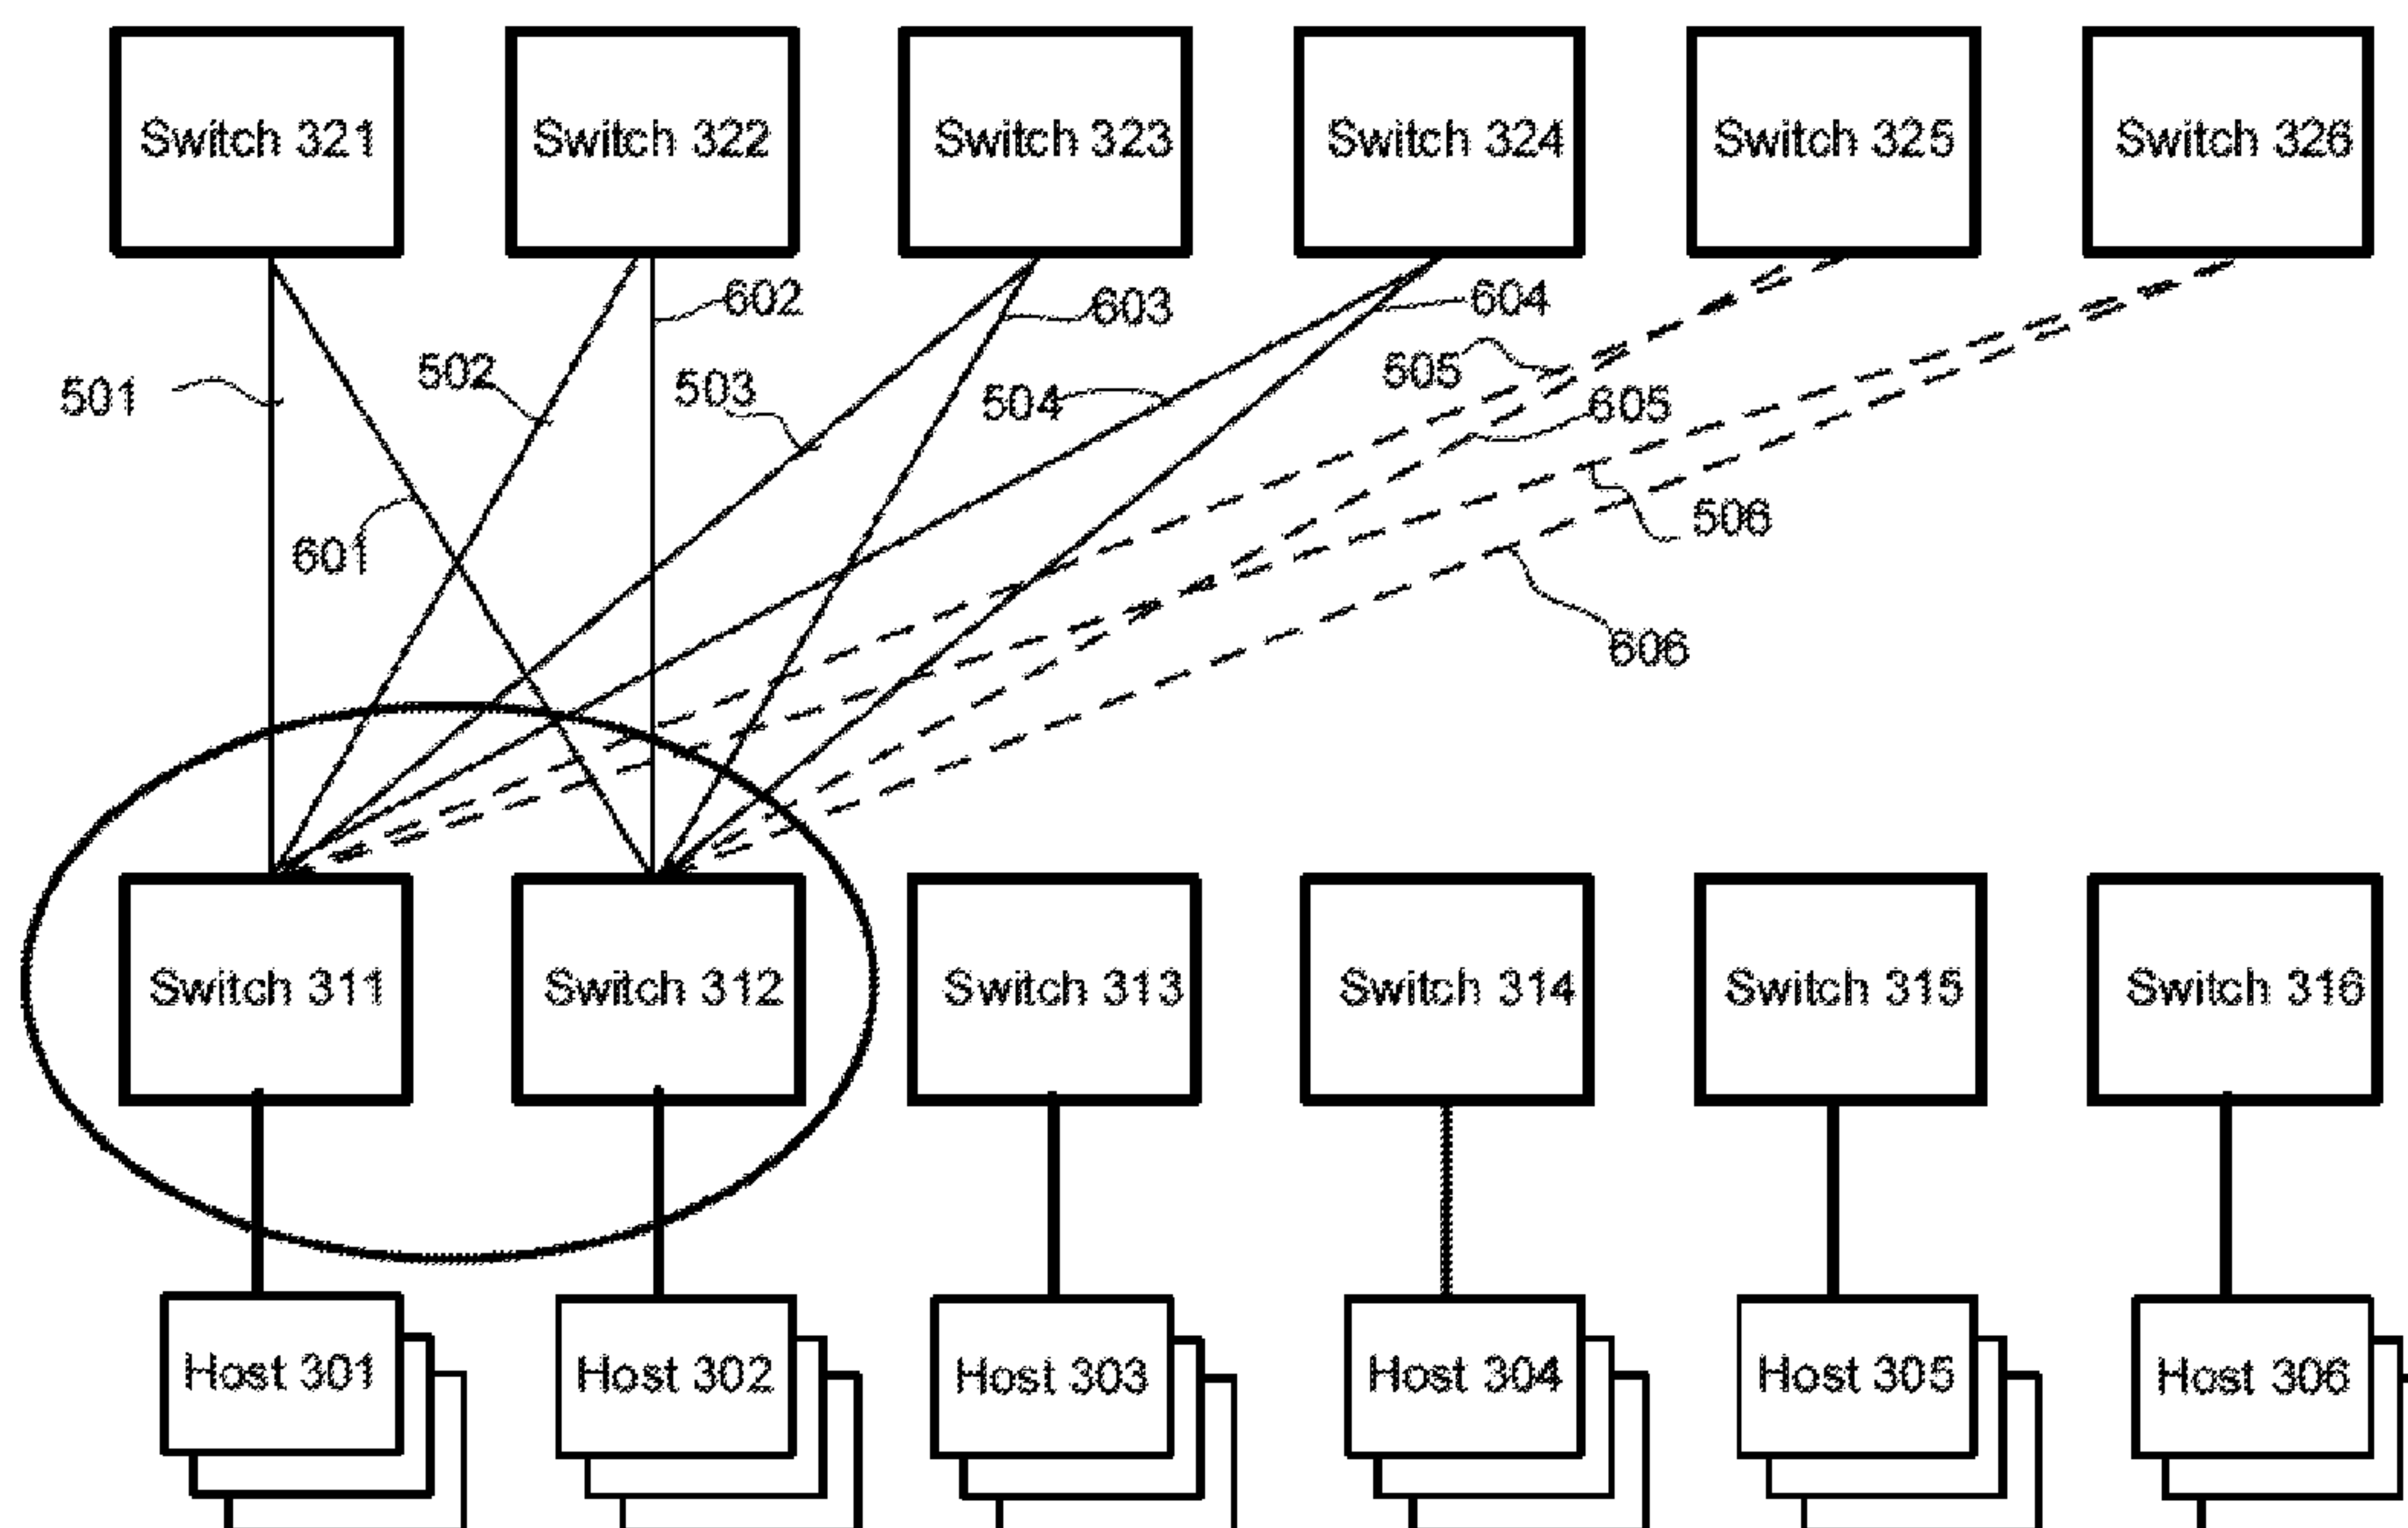 Switch 321
Switch 322
Switch 323
Switch 324
Switch 325
Switch 326
602
603
604
501
502
503
504
605
605
601
506
606
Switch 311
Switch 312
Switch 313
Switch 314
Switch 315
Switch 316
Host 301
Host 302
Host 303
Host 304
Host 305
Host 306